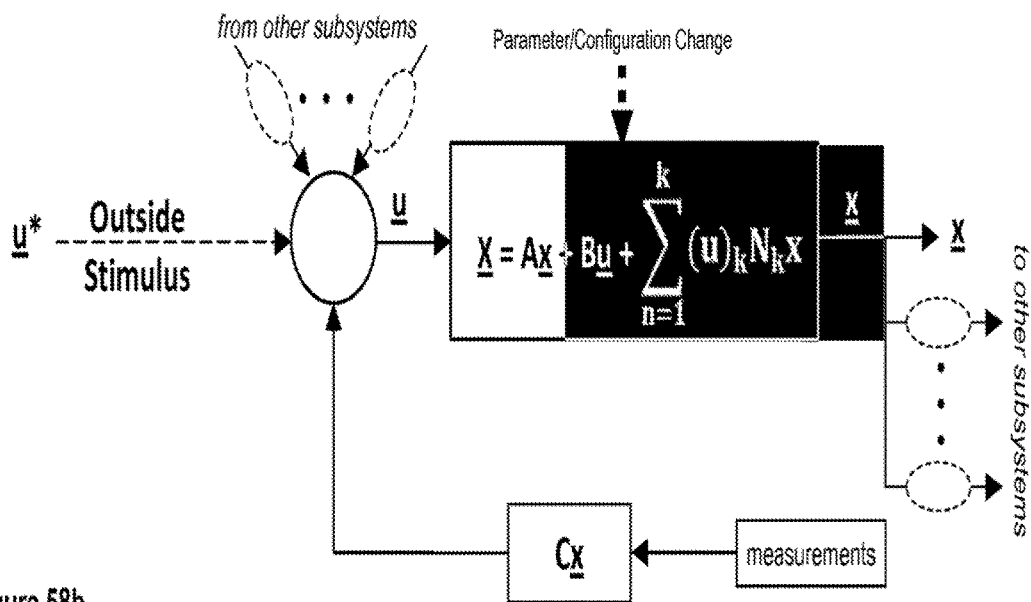 from other subsystems
Parameter/Configuration Change
u* Outside Stimulus
u
X = Ax + Bu + ∑ (u)ₖNₖx
k
n=1
x
x
to other subsystems
Cx
measurements